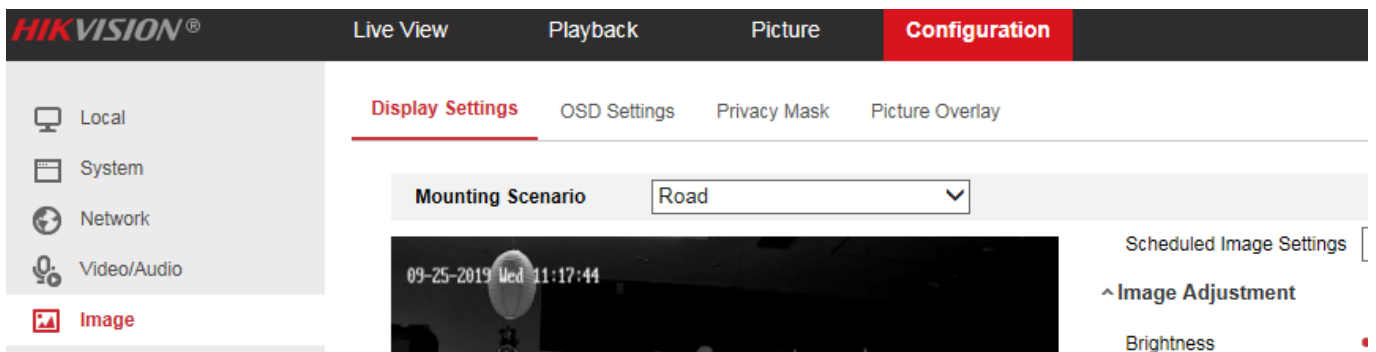 HIKVISION® Live View Playback Picture Configuration
Display Settings OSD Settings Privacy Mask Picture Overlay
Local
System
Network
Video/Audio
Image
Mounting Scenario Road
09-25-2019 Wed 11:17:44
Scheduled Image Settings
Image Adjustment
Brightness